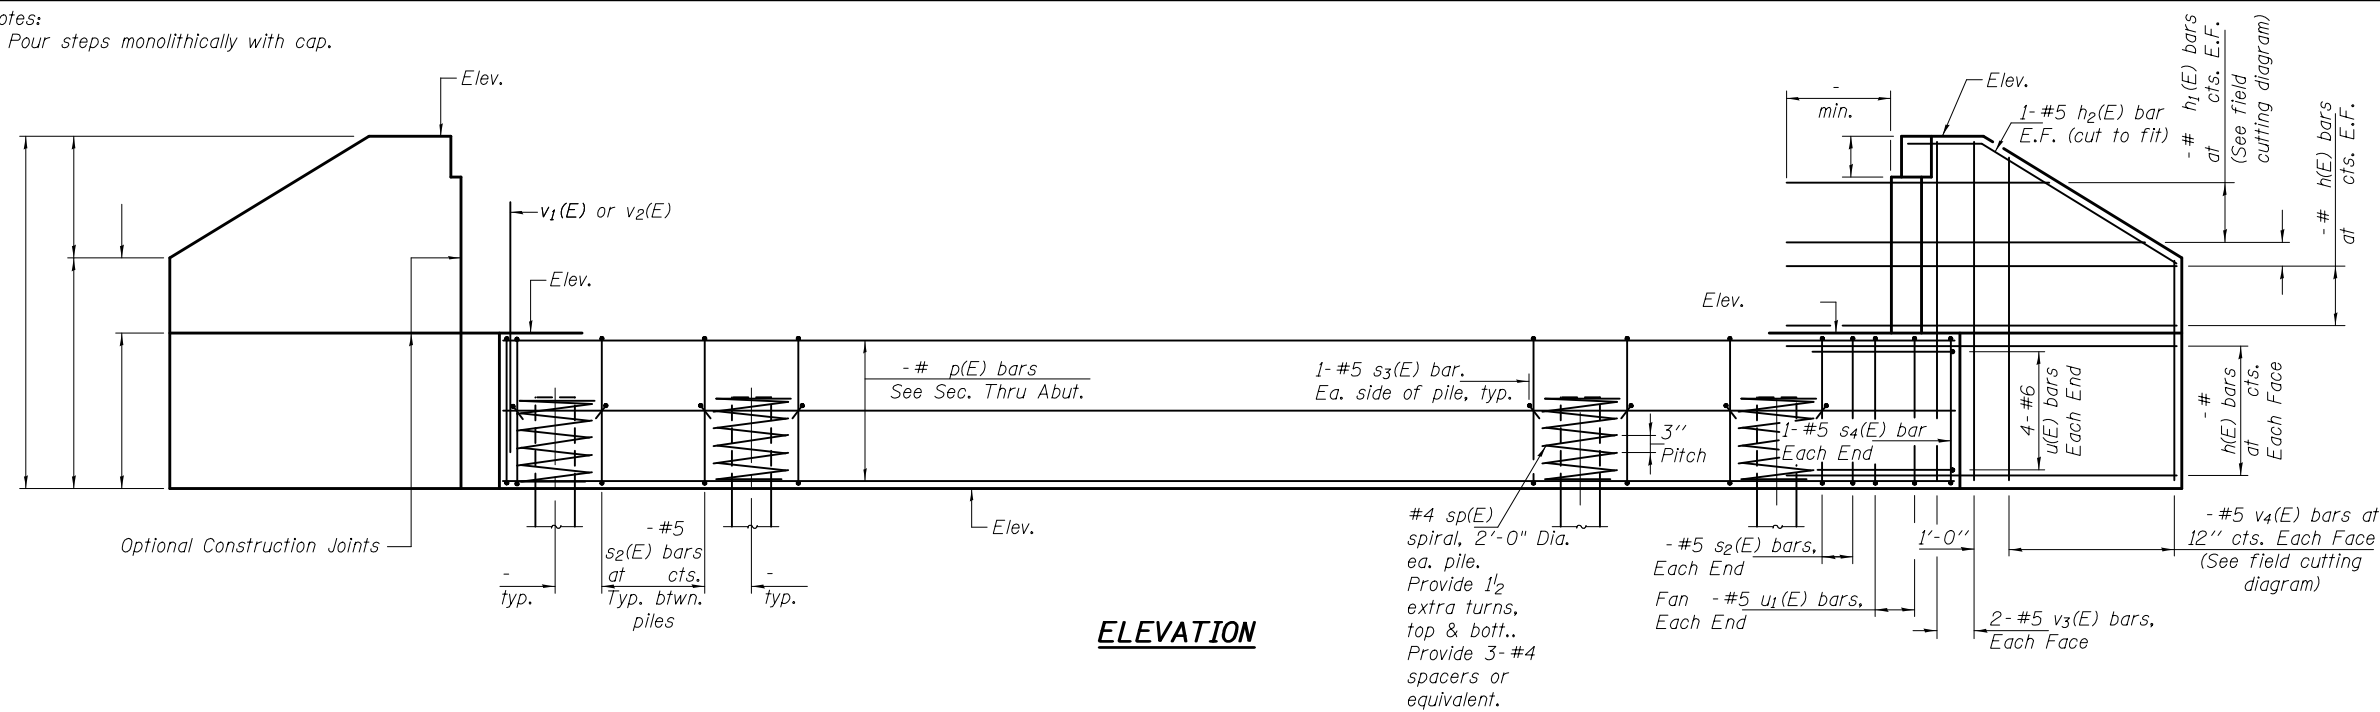 otes:
Pour steps monolithically with cap.
Elev.
v1(E) or v2(E)
Elev.
Optional Construction Joints
-
typ.
- #5
s2(E) bars
at cts.
Typ. btwn.
piles
-
typ.
- # p(E) bars
See Sec. Thru Abut.
Elev.
ELEVATION
1-#5 s3(E) bar.
Ea. side of pile, typ.
3''
Pitch
#4 sp(E)
spiral, 2'-0" Dia.
ea. pile.
Provide 1 1/2
extra turns,
top & bott..
Provide 3-#4
spacers or
equivalent.
-
min.
Elev.
1-#5 h2(E) bar
E.F. (cut to fit)
-# h1(E) bars
at cts. E.F.
(See field
cutting diagram)
-# h(E) bars
at cts. E.F.
Elev.
1-#5 s4(E) bar
Each End
4-#6
u(E) bars
Each End
-#
h(E) bars
at cts.
Each Face
-#5 s2(E) bars,
Each End
Fan -#5 u1(E) bars,
Each End
1'-0''
2-#5 v3(E) bars,
Each Face
-#5 v4(E) bars at
12'' cts. Each Face
(See field cutting
diagram)